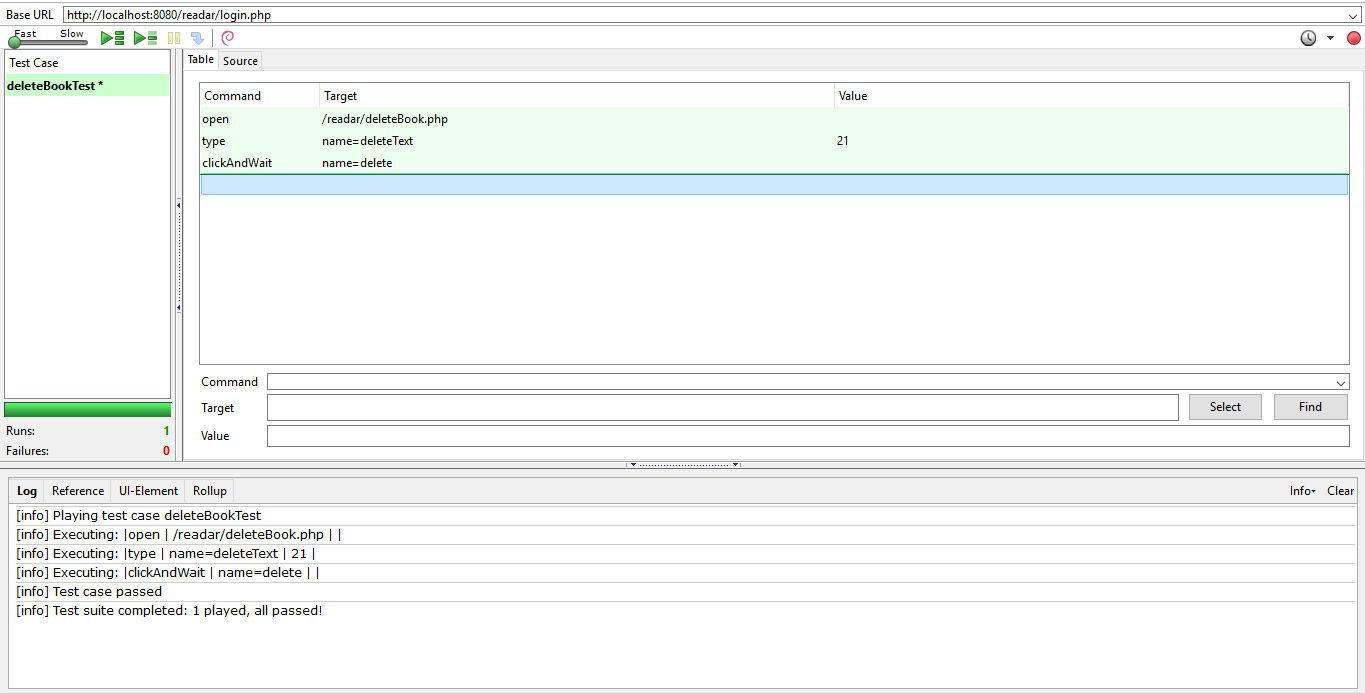 Base URL http://localhost:8080/readar/login.php
Fast Slow
Test Case
deleteBookTest *
Runs: 1
Failures: 0
Table Source
Command Target Value
open /readar/deleteBook.php
type name=deleteText 21
clickAndWait name=delete
Command
Target Select Find
Value
Log Reference UI-Element Rollup Info Clear
[info] Playing test case deleteBookTest
[info] Executing: |open | /readar/deleteBook.php | |
[info] Executing: |type | name=deleteText | 21 |
[info] Executing: |clickAndWait | name=delete | |
[info] Test case passed
[info] Test suite completed: 1 played, all passed!